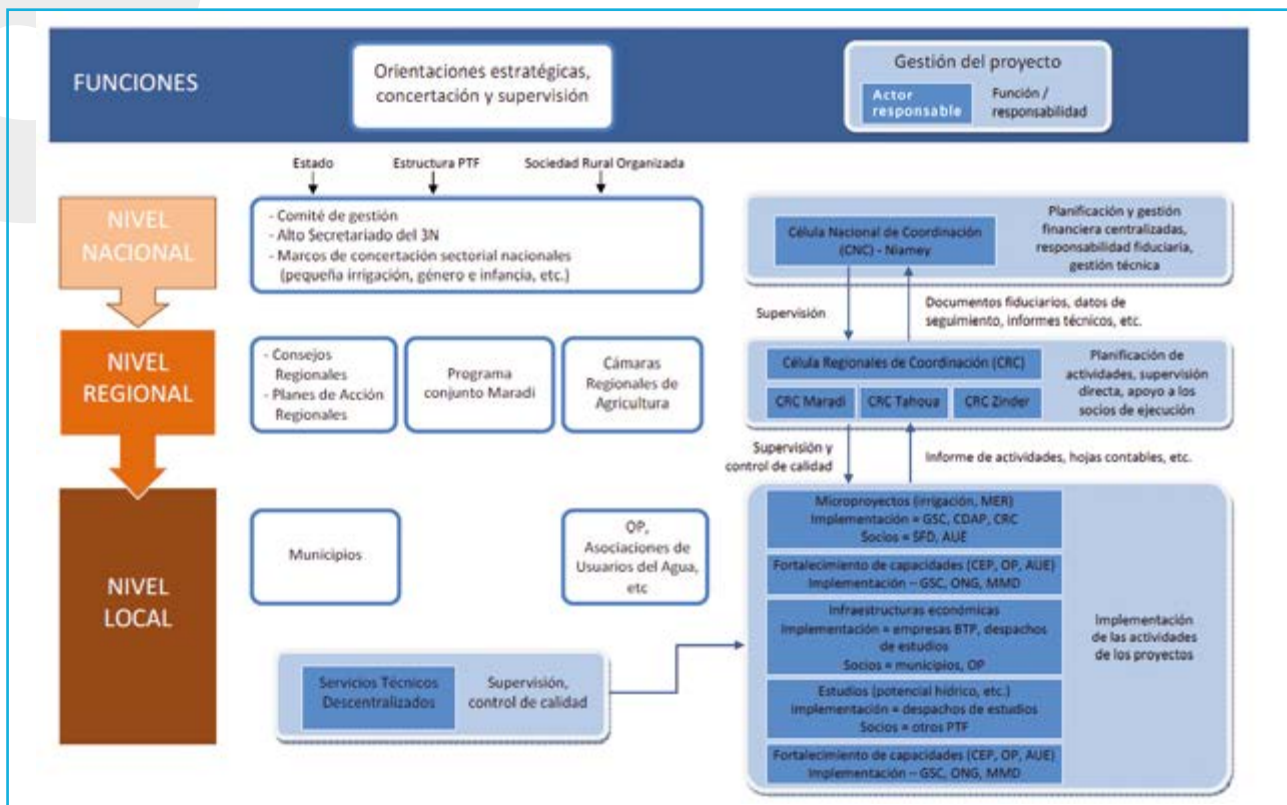 FUNCIONES
Orientaciones estratégicas,
concertación y supervisión
Gestión del proyecto
Actor
responsable
Función /
responsabilidad
Estado
Estructura PTF
Sociedad Rural Organizada
NIVEL
NACIONAL
- Comité de gestión
- Alto Secretariado del 3N
- Marcos de concertación sectorial nacionales
(pequeña irrigación, género e infancia, etc.)
Célula Nacional de Coordinación
(CNC) - Niamey
Planificación y gestión
financiera centralizadas,
responsabilidad fiduciaria,
gestión técnica
Supervisión
Documentos fiduciarios, datos de
seguimiento, informes técnicos, etc.
NIVEL
REGIONAL
- Consejos
Regionales
- Planes de Acción
Regionales
Programa
conjunto Maradi
Cámaras
Regionales de
Agricultura
Célula Regionales de Coordinación (CRC)
CRC Maradi
CRC Tahoua
CRC Zinder
Planificación de
actividades, supervisión
directa, apoyo a los
socios de ejecución
Supervisión y
control de calidad
Informe de actividades, hojas contables, etc.
NIVEL
LOCAL
Municipios
OP,
Asociaciones de
Usuarios del Agua,
etc
Servicios Técnicos
Descentralizados
Supervisión,
control de calidad
Microproyectos (irrigación, MER)
Implementación = GSC, CDAP, CRC
Socios = SFD, AUE
Fortalecimiento de capacidades (CEP, OP, AUE)
Implementación – GSC, ONG, MMD
Infraestructuras económicas
Implementación = empresas BTP, despachos
de estudios
Socios = municipios, OP
Estudios (potencial hídrico, etc.)
Implementación = despachos de estudios
Socios = otros PTF
Fortalecimiento de capacidades (CEP, OP, AUE)
Implementación – GSC, ONG, MMD
Implementación
de las actividades
de los proyectos